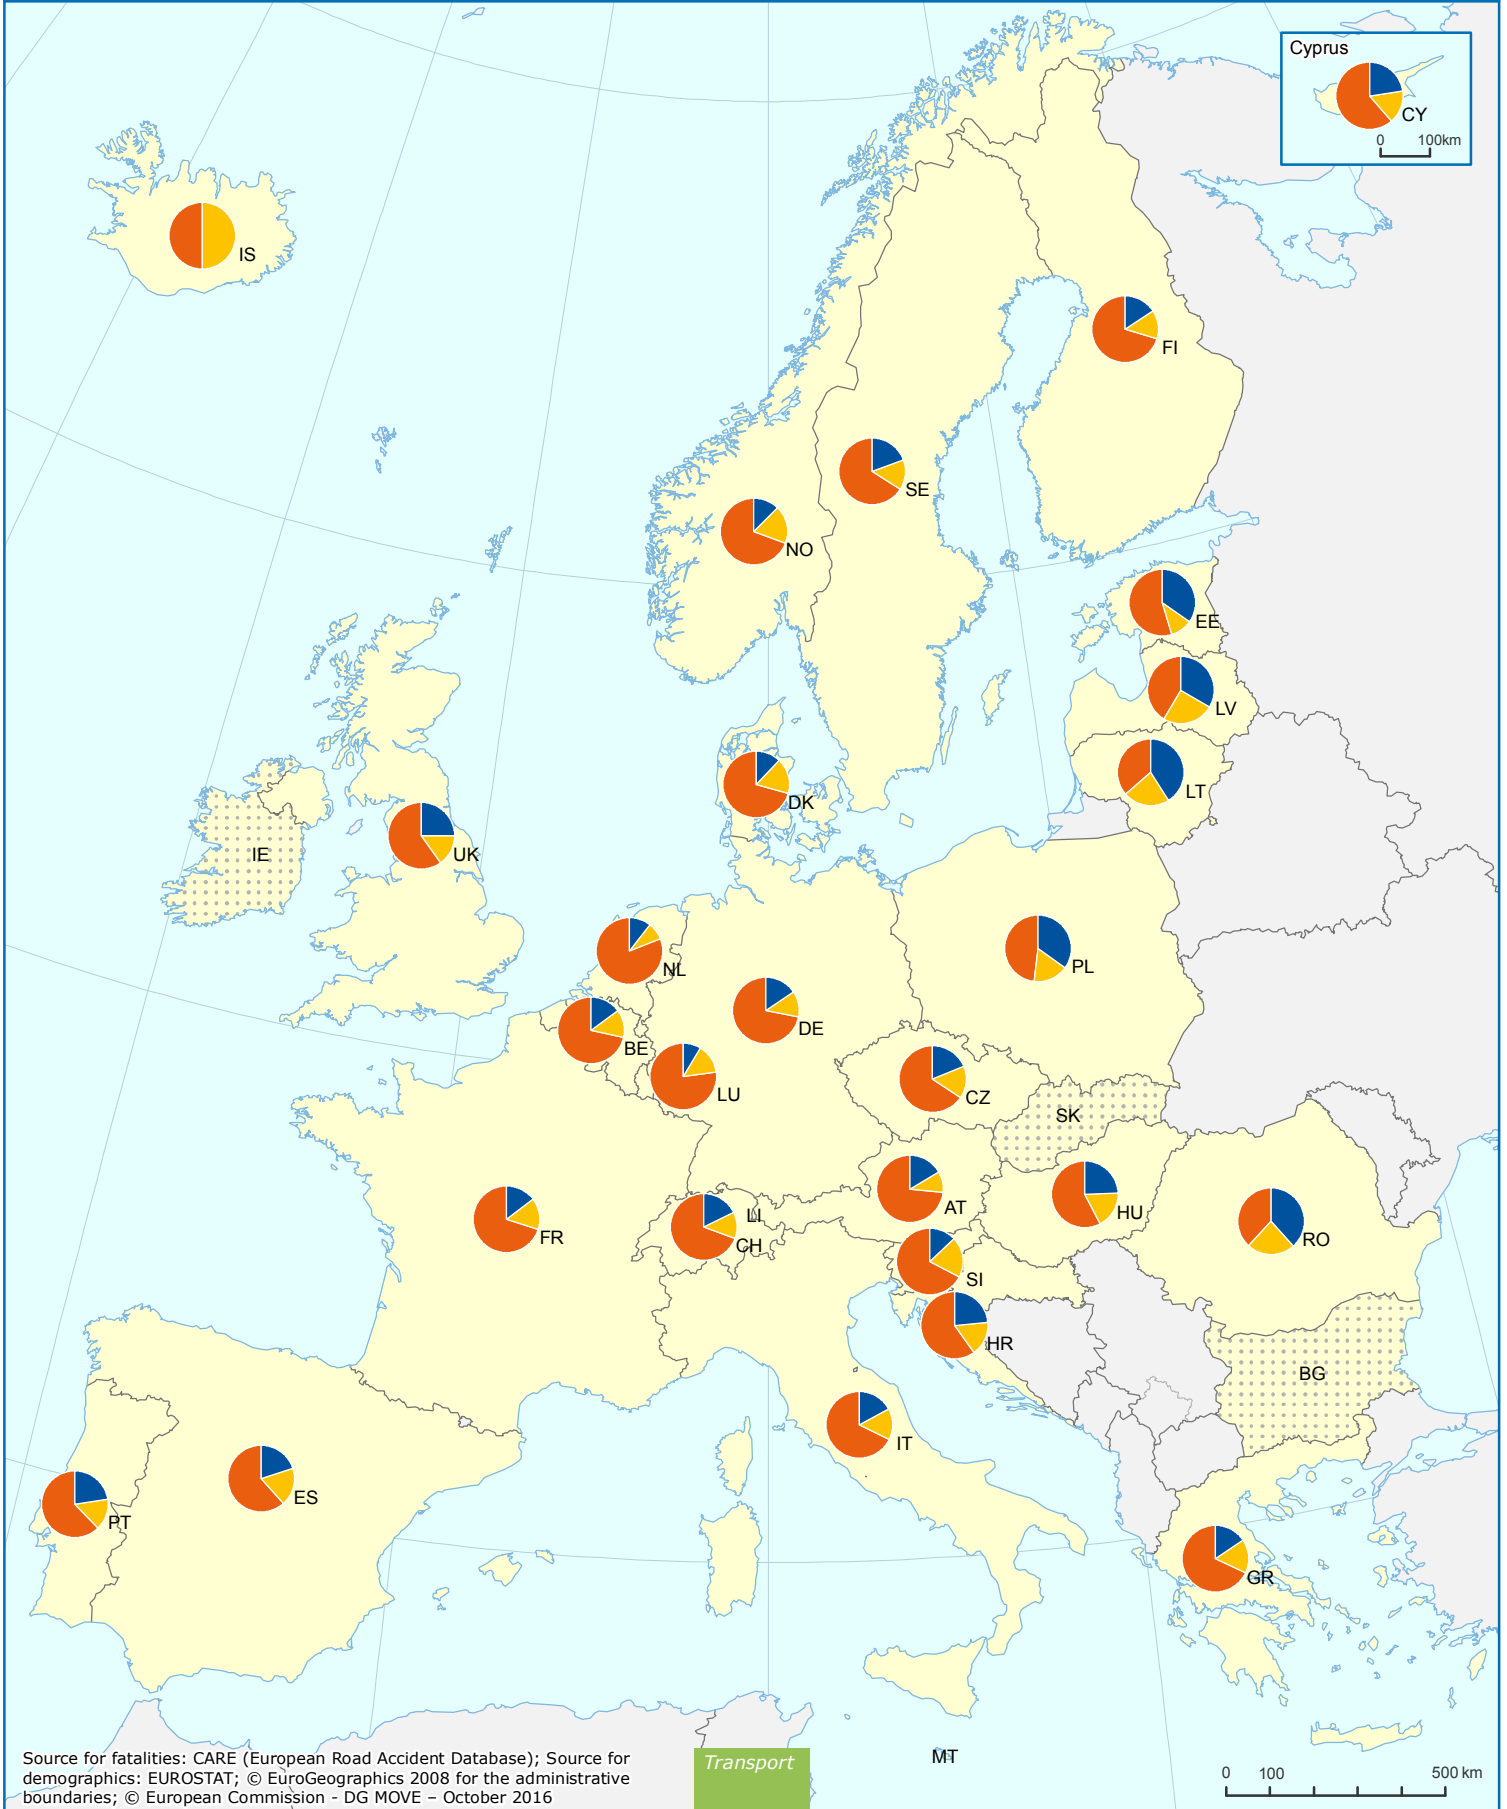 Cyprus
CY
0 100km
IS
FI
SE
NO
EE
LV
LT
DK
IE
UK
NL
PL
DE
BE
LU
CZ
SK
AT
HU
FR
LI
CH
RO
SI
HR
BG
IT
ES
PT
GR
MT
Source for fatalities: CARE (European Road Accident Database); Source for
demographics: EUROSTAT; © EuroGeographics 2008 for the administrative
boundaries; © European Commission - DG MOVE – October 2016
Transport
0 100 500 km